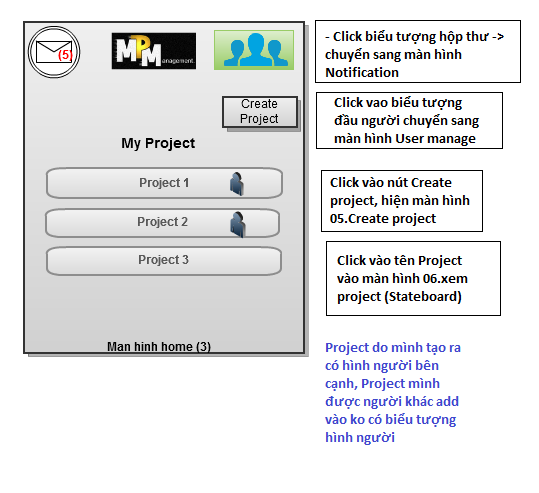 (5)
MPM
anagement.
Create
Project
My Project
Project 1
Project 2
Project 3
Man hinh home (3)
- Click biểu tượng hộp thư ->
chuyển sang màn hình
Notification
Click vao biểu tượng
đầu người chuyển sang
màn hình User manage
Click vào nút Create
project, hiện màn hình
05.Create project
Click vào tên Project
vào màn hình 06.xem
project (Stateboard)
Project do mình tạo ra
có hình người bên
cạnh, Project mình
được người khác add
vào ko có biểu tượng
hình người